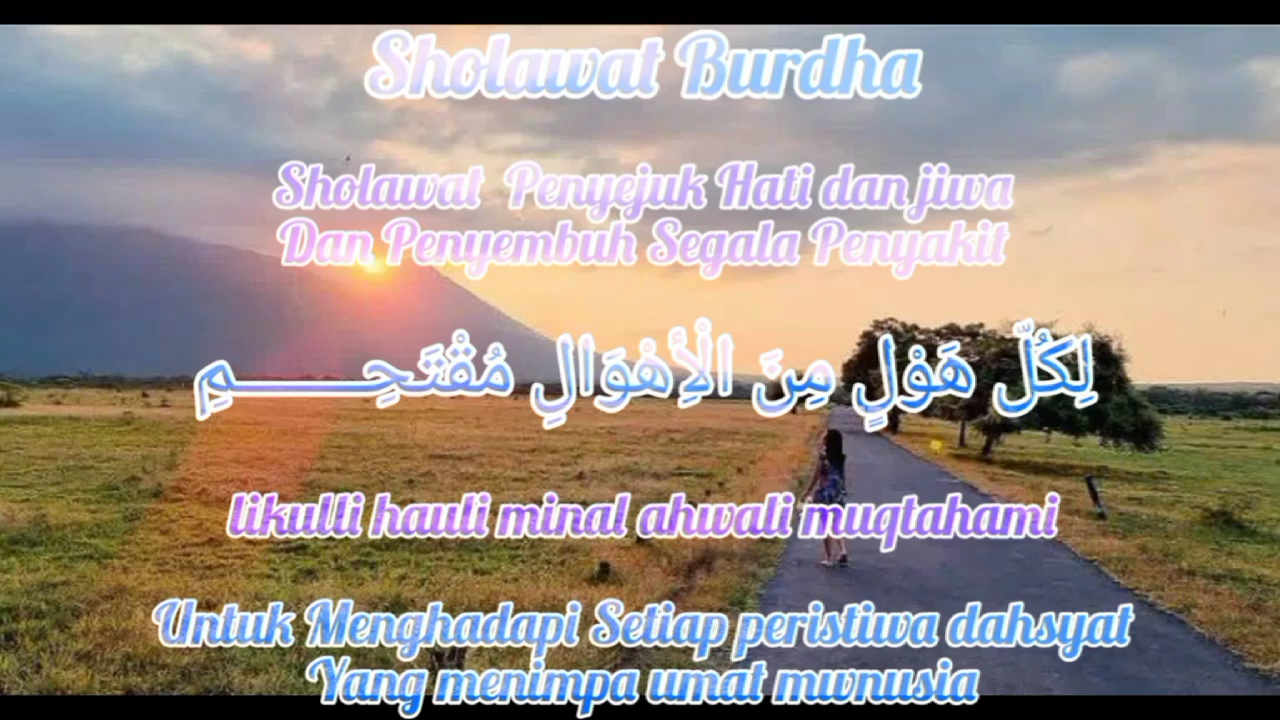 Sholawat Burdha
Sholawat Penyejuk Hati dan jiwa
Dan Penyembuh Segala Penyakit
لِكُلِّ هَوْلٍ مِنَ الْأِهْوَالِ مُقْتَحِـــــــمِ
likulli hauli minal ahwali muqtahami
Untuk Menghadapi Setiap peristiwa dahsyat
Yang menimpa umat mwnusia